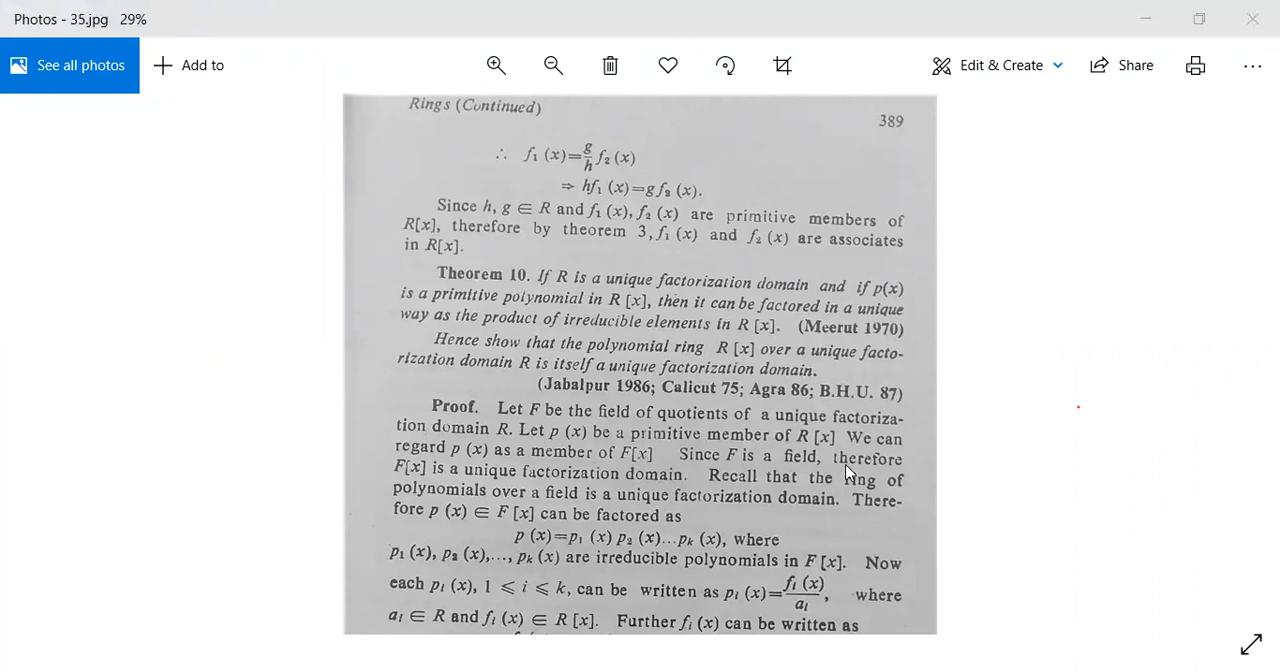 Photos - 35.jpg 29%
See all photos
Add to
Edit & Create
Share
Rings (Continued)
389
∴ f₁ (x)=g/h f₂ (x)
⇒ hf₁ (x)=gf₂ (x).
Since h, g ∈ R and f₁ (x), f₂ (x) are primitive members of
R[x], therefore by theorem 3, f₁ (x) and f₂ (x) are associates
in R[x].
Theorem 10. If R is a unique factorization domain and if p(x)
is a primitive polynomial in R [x], then it can be factored in a unique
way as the product of irreducible elements in R [x]. (Meerut 1970)
Hence show that the polynomial ring R [x] over a unique facto-
rization domain R is itself a unique factorization domain.
(Jabalpur 1986; Calicut 75; Agra 86; B.H.U. 87)
Proof. Let F be the field of quotients of a unique factoriza-
tion domain R. Let p (x) be a primitive member of R [x] We can
regard p (x) as a member of F[x] Since F is a field, therefore
F[x] is a unique factorization domain. Recall that the ring of
polynomials over a field is a unique factorization domain. There-
fore p (x) ∈ F [x] can be factored as
p (x)=p₁ (x) p₂ (x)...pₖ (x), where
p₁ (x), p₂ (x),..., pₖ (x) are irreducible polynomials in F [x]. Now
each pᵢ (x), 1 ⩽ i ⩽ k, can be written as pᵢ (x)=fᵢ (x)/aᵢ, where
aᵢ ∈ R and fᵢ (x) ∈ R [x]. Further fᵢ (x) can be written as